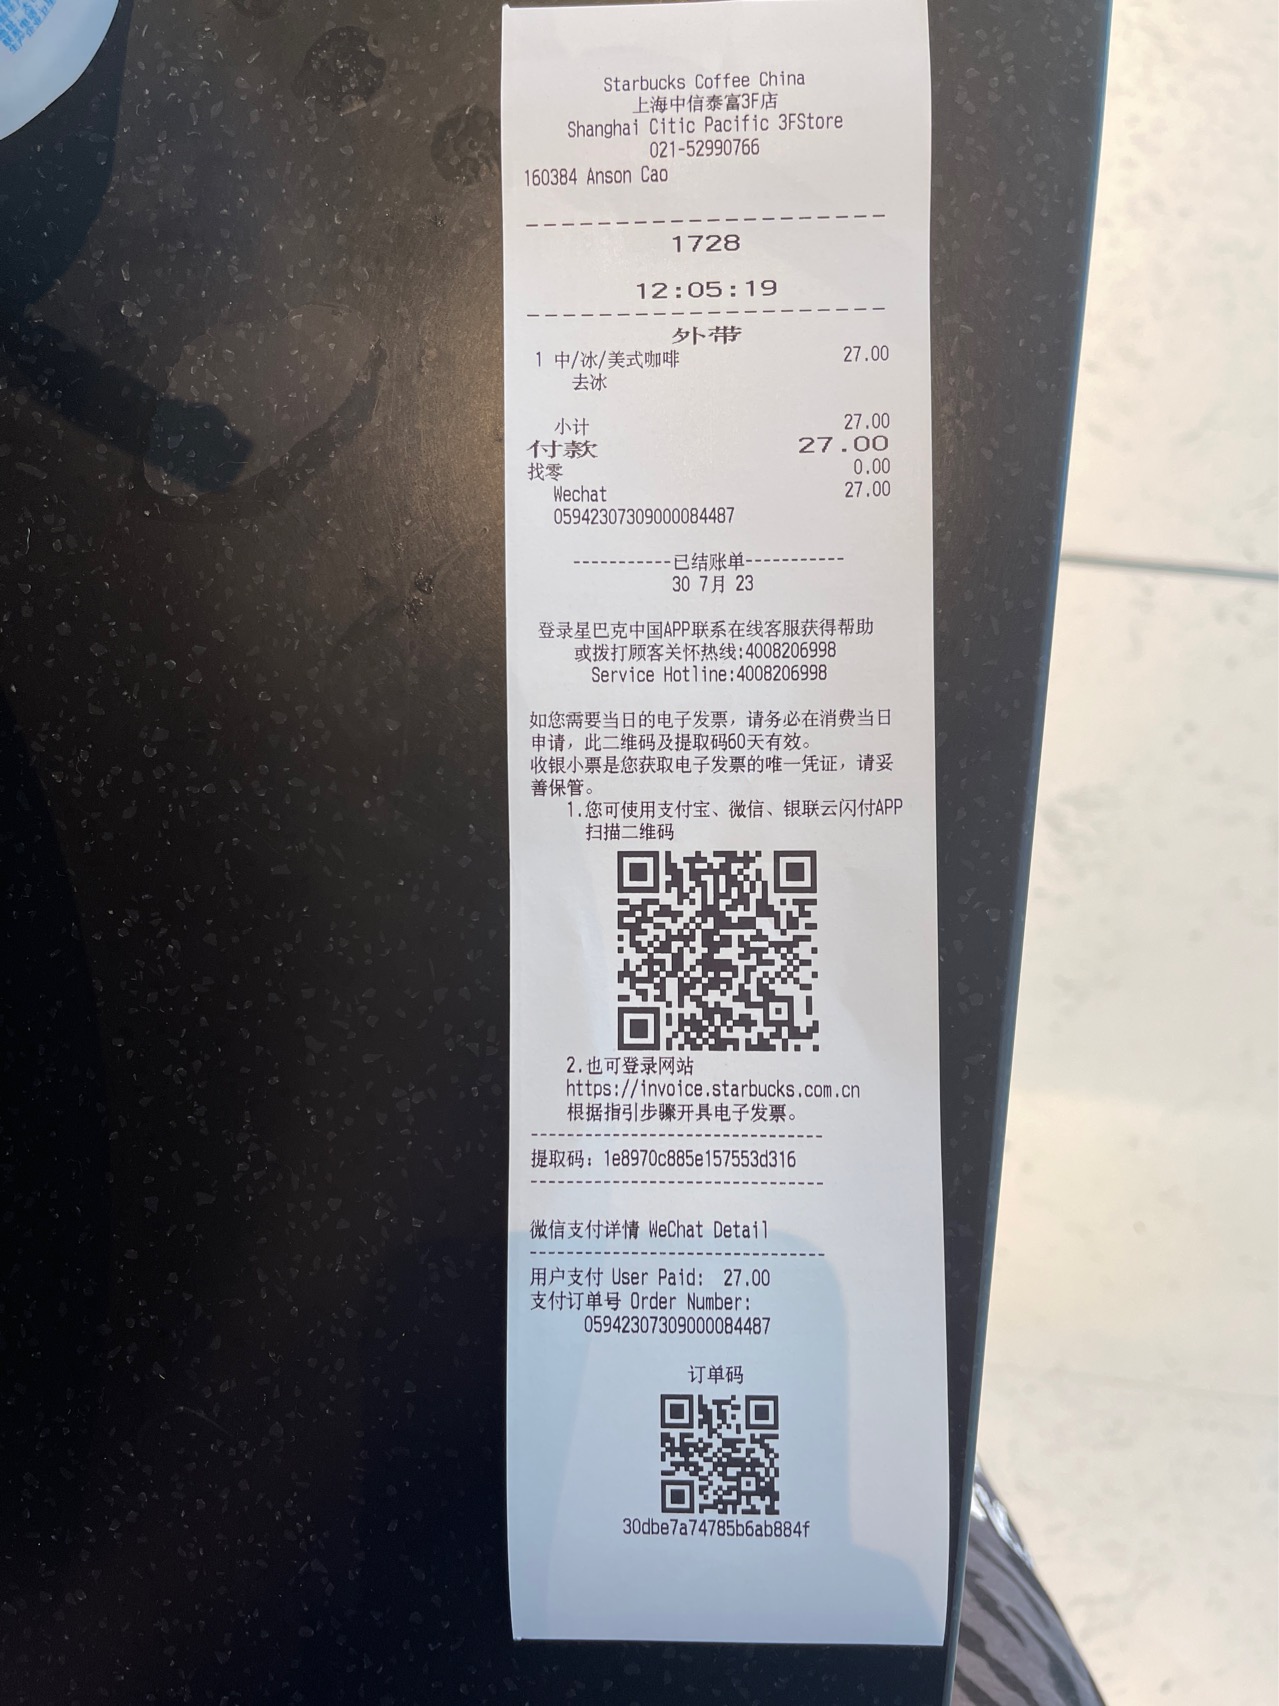 Starbucks Coffee China
上海中信泰富3F店
Shanghai Citic Pacific 3FStore
021-52990766
160384 Anson Cao
1728
12:05:19
外带
1 中/冰/美式咖啡 27.00
去冰
小计 27.00
付款 27.00
找零 0.00
Wechat 27.00
05942307309000084487
-----------已结账单-----------
30 7月 23
登录星巴克中国APP联系在线客服获得帮助
或拨打顾客关怀热线:4008206998
Service Hotline:4008206998
如您需要当日的电子发票，请务必在消费当日
申请，此二维码及提取码60天有效。
收银小票是您获取电子发票的唯一凭证，请妥
善保管。
1.您可使用支付宝、微信、银联云闪付APP
扫描二维码
2.也可登录网站
https://invoice.starbucks.com.cn
根据指引步骤开具电子发票。
提取码：1e8970c885e157553d316
微信支付详情 WeChat Detail
用户支付 User Paid: 27.00
支付订单号 Order Number:
05942307309000084487
订单码
30dbe7a74785b6ab884f